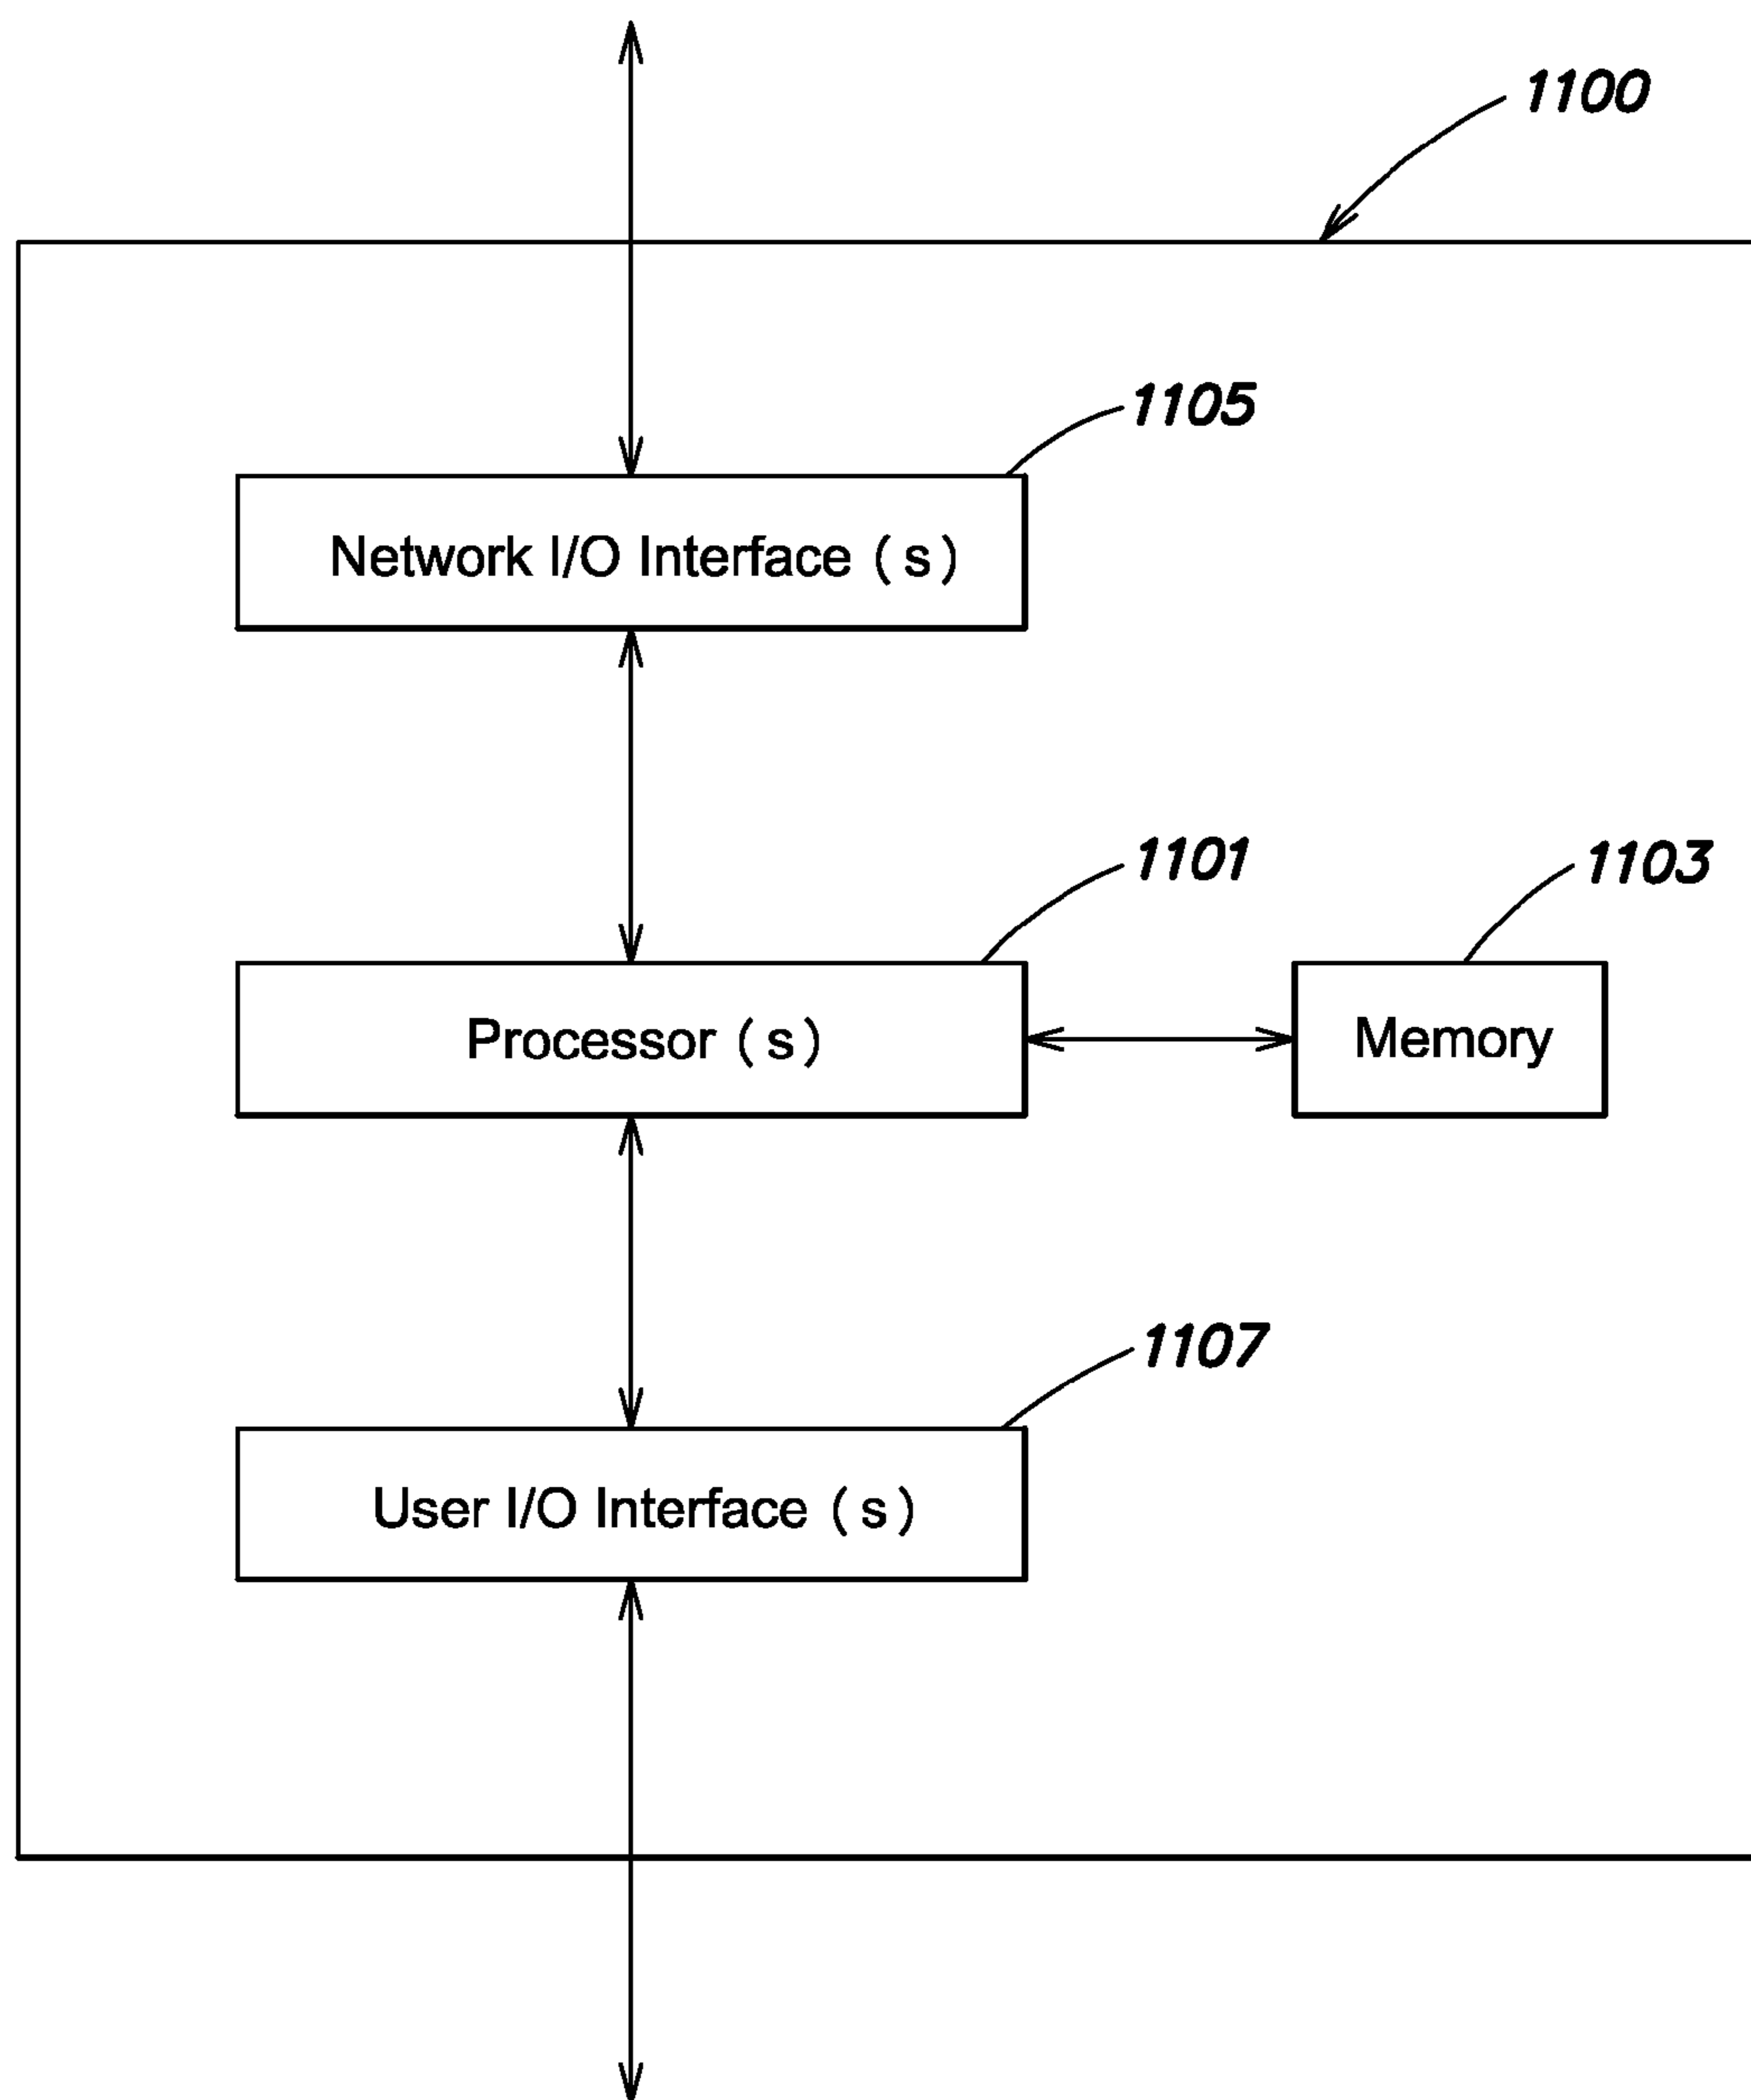 1100
1105
Network I/O Interface (s)
1101
1103
Processor (s)
Memory
1107
User I/O Interface (s)